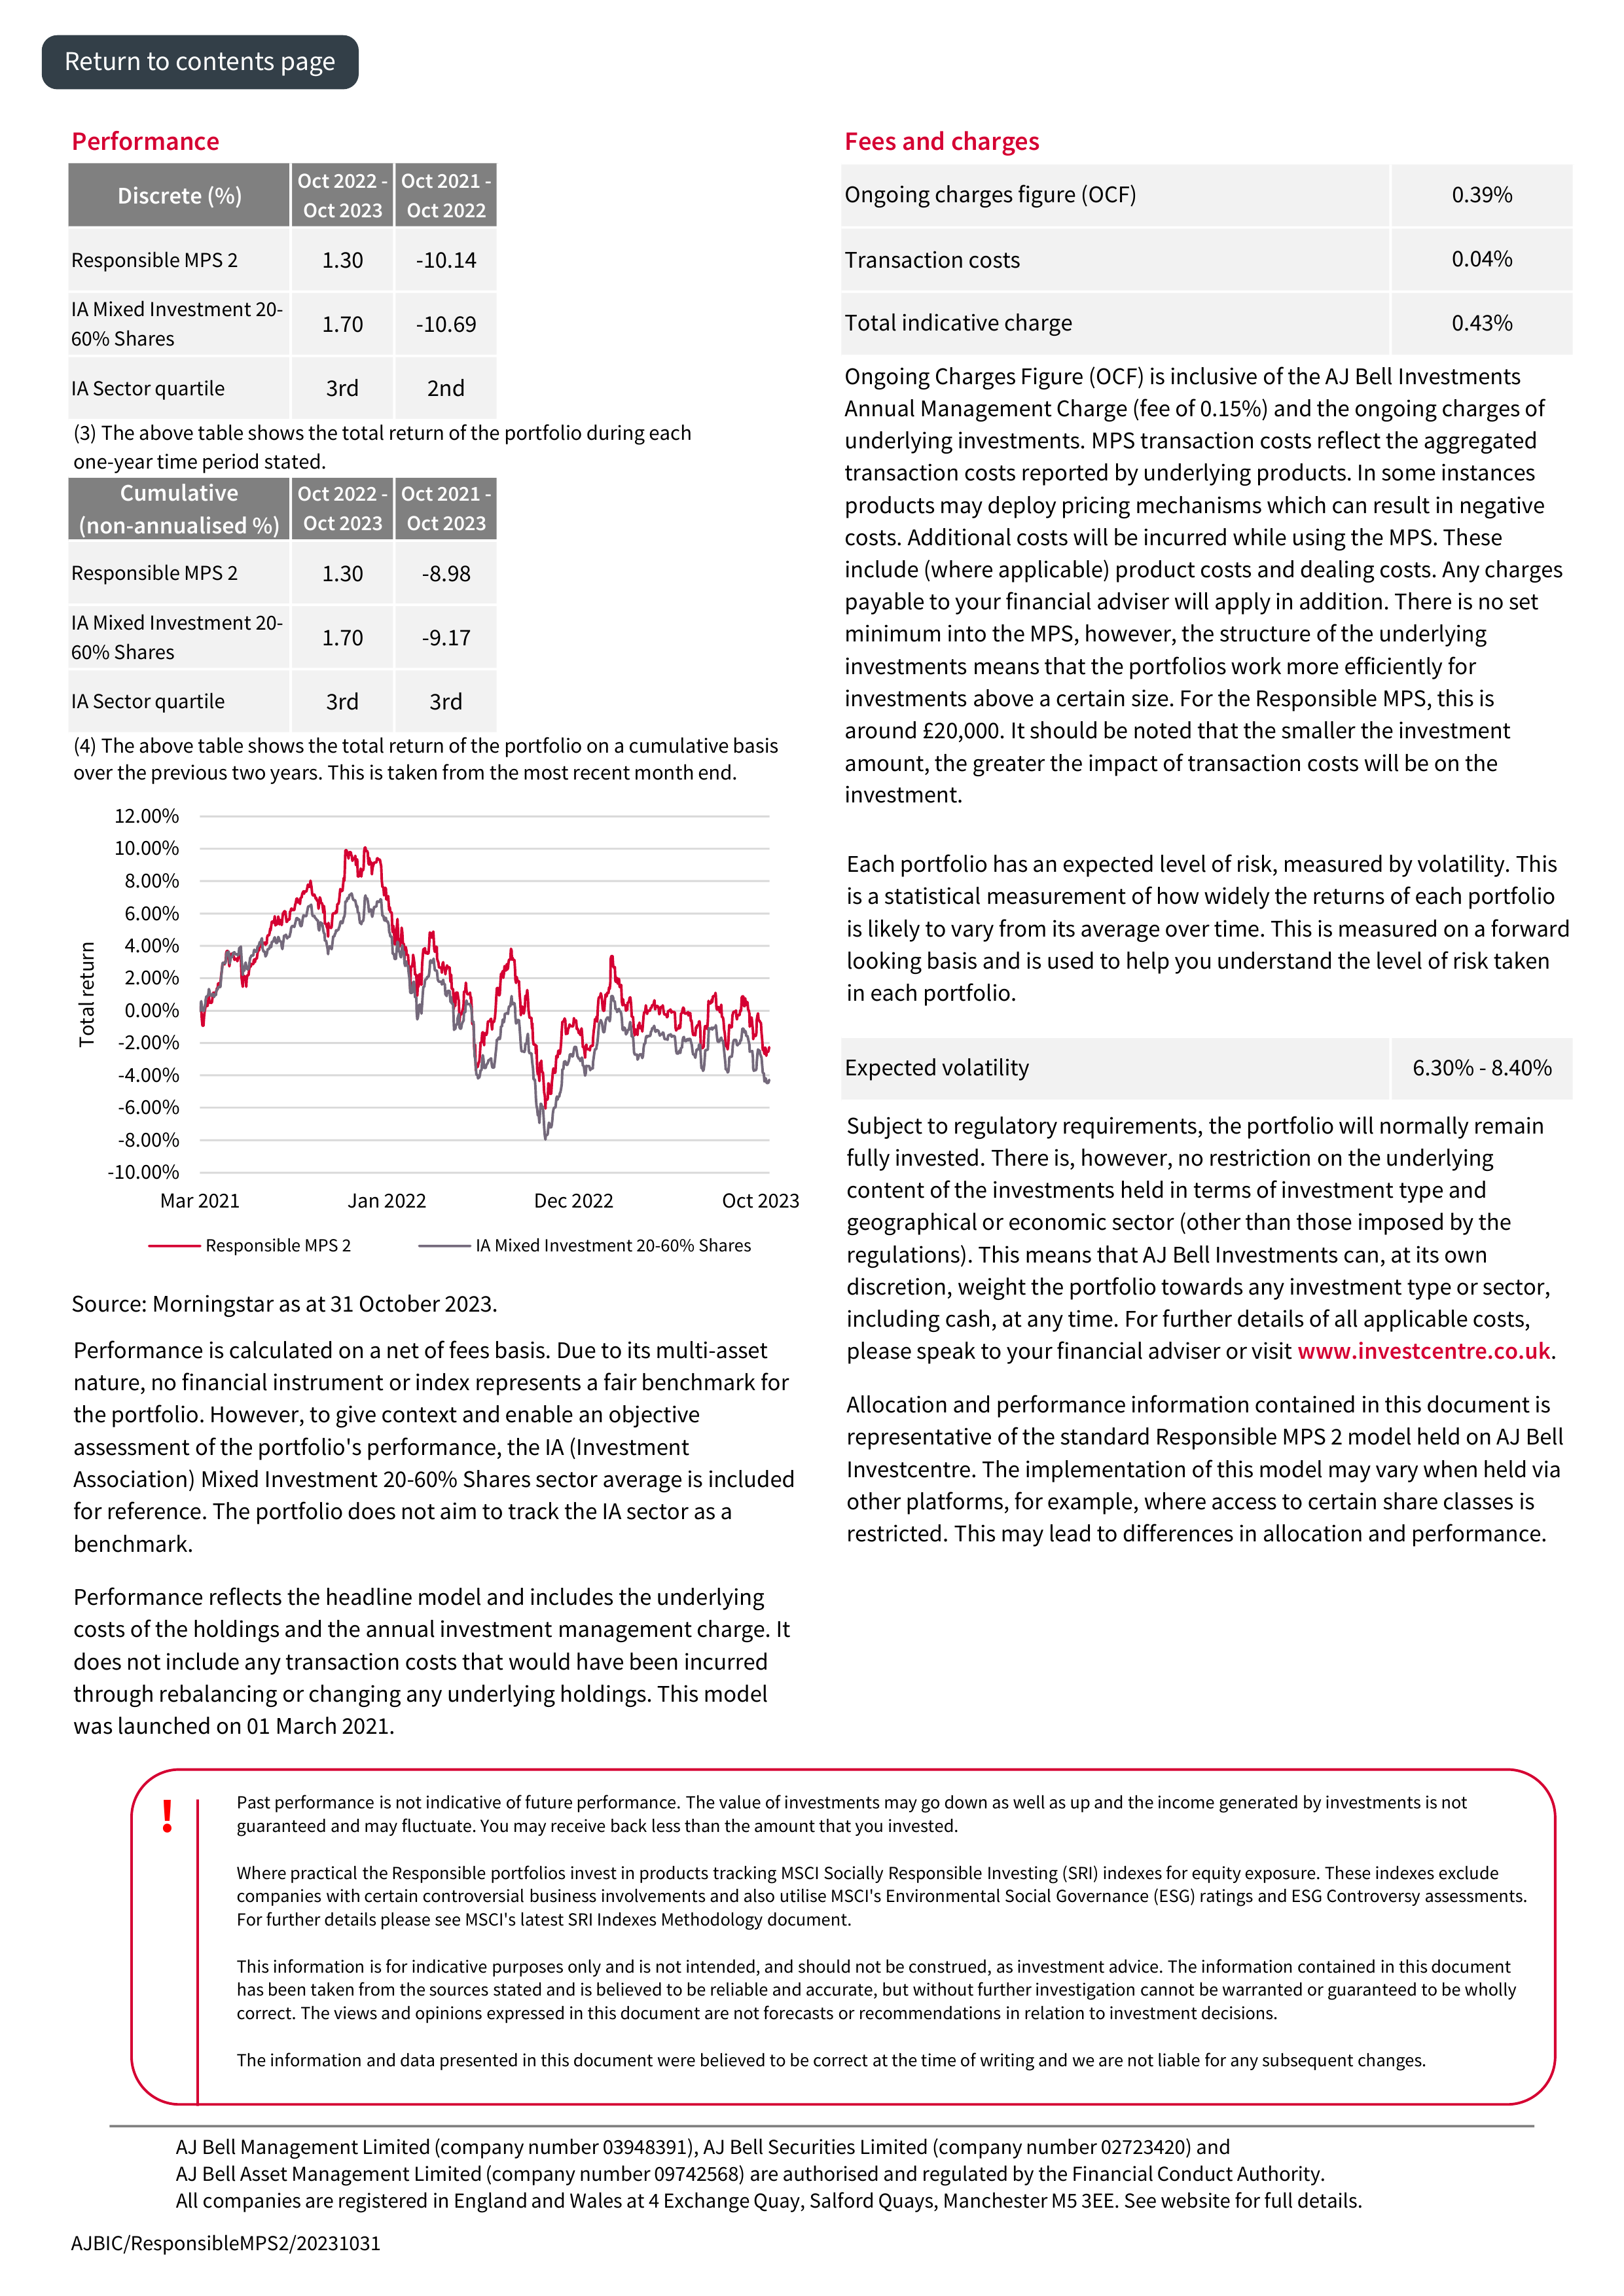 Return to contents page
Performance
Discrete (%)
Oct 2022 -
Oct 2023
Oct 2021 -
Oct 2022
Responsible MPS 2
1.30
-10.14
IA Mixed Investment 20-
60% Shares
1.70
-10.69
IA Sector quartile
3rd
2nd
(3) The above table shows the total return of the portfolio during each
one-year time period stated.
Cumulative
(non-annualised %)
Oct 2022 -
Oct 2023
Oct 2021 -
Oct 2023
Responsible MPS 2
1.30
-8.98
IA Mixed Investment 20-
60% Shares
1.70
-9.17
IA Sector quartile
3rd
3rd
(4) The above table shows the total return of the portfolio on a cumulative basis
over the previous two years. This is taken from the most recent month end.
Total return
12.00%
10.00%
8.00%
6.00%
4.00%
2.00%
0.00%
-2.00%
-4.00%
-6.00%
-8.00%
-10.00%
Mar 2021
Jan 2022
Dec 2022
Oct 2023
Responsible MPS 2
IA Mixed Investment 20-60% Shares
Source: Morningstar as at 31 October 2023.
Performance is calculated on a net of fees basis. Due to its multi-asset
nature, no financial instrument or index represents a fair benchmark for
the portfolio. However, to give context and enable an objective
assessment of the portfolio's performance, the IA (Investment
Association) Mixed Investment 20-60% Shares sector average is included
for reference. The portfolio does not aim to track the IA sector as a
benchmark.
Performance reflects the headline model and includes the underlying
costs of the holdings and the annual investment management charge. It
does not include any transaction costs that would have been incurred
through rebalancing or changing any underlying holdings. This model
was launched on 01 March 2021.
Fees and charges
Ongoing charges figure (OCF)
0.39%
Transaction costs
0.04%
Total indicative charge
0.43%
Ongoing Charges Figure (OCF) is inclusive of the AJ Bell Investments
Annual Management Charge (fee of 0.15%) and the ongoing charges of
underlying investments. MPS transaction costs reflect the aggregated
transaction costs reported by underlying products. In some instances
products may deploy pricing mechanisms which can result in negative
costs. Additional costs will be incurred while using the MPS. These
include (where applicable) product costs and dealing costs. Any charges
payable to your financial adviser will apply in addition. There is no set
minimum into the MPS, however, the structure of the underlying
investments means that the portfolios work more efficiently for
investments above a certain size. For the Responsible MPS, this is
around £20,000. It should be noted that the smaller the investment
amount, the greater the impact of transaction costs will be on the
investment.
Each portfolio has an expected level of risk, measured by volatility. This
is a statistical measurement of how widely the returns of each portfolio
is likely to vary from its average over time. This is measured on a forward
looking basis and is used to help you understand the level of risk taken
in each portfolio.
Expected volatility
6.30% - 8.40%
Subject to regulatory requirements, the portfolio will normally remain
fully invested. There is, however, no restriction on the underlying
content of the investments held in terms of investment type and
geographical or economic sector (other than those imposed by the
regulations). This means that AJ Bell Investments can, at its own
discretion, weight the portfolio towards any investment type or sector,
including cash, at any time. For further details of all applicable costs,
please speak to your financial adviser or visit www.investcentre.co.uk.
Allocation and performance information contained in this document is
representative of the standard Responsible MPS 2 model held on AJ Bell
Investcentre. The implementation of this model may vary when held via
other platforms, for example, where access to certain share classes is
restricted. This may lead to differences in allocation and performance.
!
Past performance is not indicative of future performance. The value of investments may go down as well as up and the income generated by investments is not
guaranteed and may fluctuate. You may receive back less than the amount that you invested.
Where practical the Responsible portfolios invest in products tracking MSCI Socially Responsible Investing (SRI) indexes for equity exposure. These indexes exclude
companies with certain controversial business involvements and also utilise MSCI's Environmental Social Governance (ESG) ratings and ESG Controversy assessments.
For further details please see MSCI's latest SRI Indexes Methodology document.
This information is for indicative purposes only and is not intended, and should not be construed, as investment advice. The information contained in this document
has been taken from the sources stated and is believed to be reliable and accurate, but without further investigation cannot be warranted or guaranteed to be wholly
correct. The views and opinions expressed in this document are not forecasts or recommendations in relation to investment decisions.
The information and data presented in this document were believed to be correct at the time of writing and we are not liable for any subsequent changes.
AJ Bell Management Limited (company number 03948391), AJ Bell Securities Limited (company number 02723420) and
AJ Bell Asset Management Limited (company number 09742568) are authorised and regulated by the Financial Conduct Authority.
All companies are registered in England and Wales at 4 Exchange Quay, Salford Quays, Manchester M5 3EE. See website for full details.
AJBIC/ResponsibleMPS2/20231031